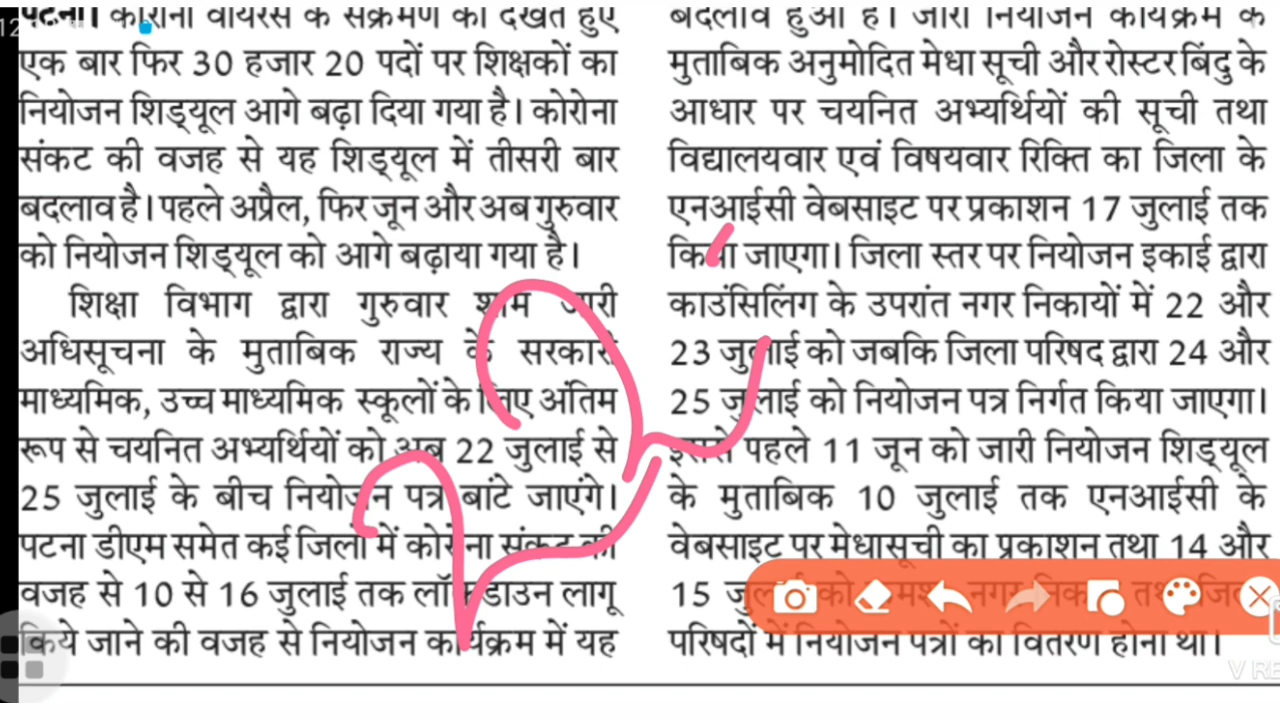 पटना। कोरोना वायरस के संक्रमण को देखते हुए
एक बार फिर 30 हजार 20 पदों पर शिक्षकों का
नियोजन शिड्यूल आगे बढ़ा दिया गया है। कोरोना
संकट की वजह से यह शिड्यूल में तीसरी बार
बदलाव है। पहले अप्रैल, फिर जून और अब गुरुवार
को नियोजन शिड्यूल को आगे बढ़ाया गया है।
शिक्षा विभाग द्वारा गुरुवार शाम जारी
अधिसूचना के मुताबिक राज्य के सरकारी
माध्यमिक, उच्च माध्यमिक स्कूलों के लिए अंतिम
रूप से चयनित अभ्यर्थियों को अब 22 जुलाई से
25 जुलाई के बीच नियोजन पत्र बांटे जाएंगे।
पटना डीएम समेत कई जिलों में कोरोना संकट की
वजह से 10 से 16 जुलाई तक लॉकडाउन लागू
किये जाने की वजह से नियोजन कार्यक्रम में यह
बदलाव हुआ है। जारी नियोजन कार्यक्रम के
मुताबिक अनुमोदित मेधा सूची और रोस्टर बिंदु के
आधार पर चयनित अभ्यर्थियों की सूची तथा
विद्यालयवार एवं विषयवार रिक्ति का जिला के
एनआईसी वेबसाइट पर प्रकाशन 17 जुलाई तक
किया जाएगा। जिला स्तर पर नियोजन इकाई द्वारा
काउंसिलिंग के उपरांत नगर निकायों में 22 और
23 जुलाई को जबकि जिला परिषद द्वारा 24 और
25 जुलाई को नियोजन पत्र निर्गत किया जाएगा।
इससे पहले 11 जून को जारी नियोजन शिड्यूल
के मुताबिक 10 जुलाई तक एनआईसी के
वेबसाइट पर मेधासूची का प्रकाशन तथा 14 और
15 को नगर
परिषदों में नियोजन पत्रों का वितरण होना था।